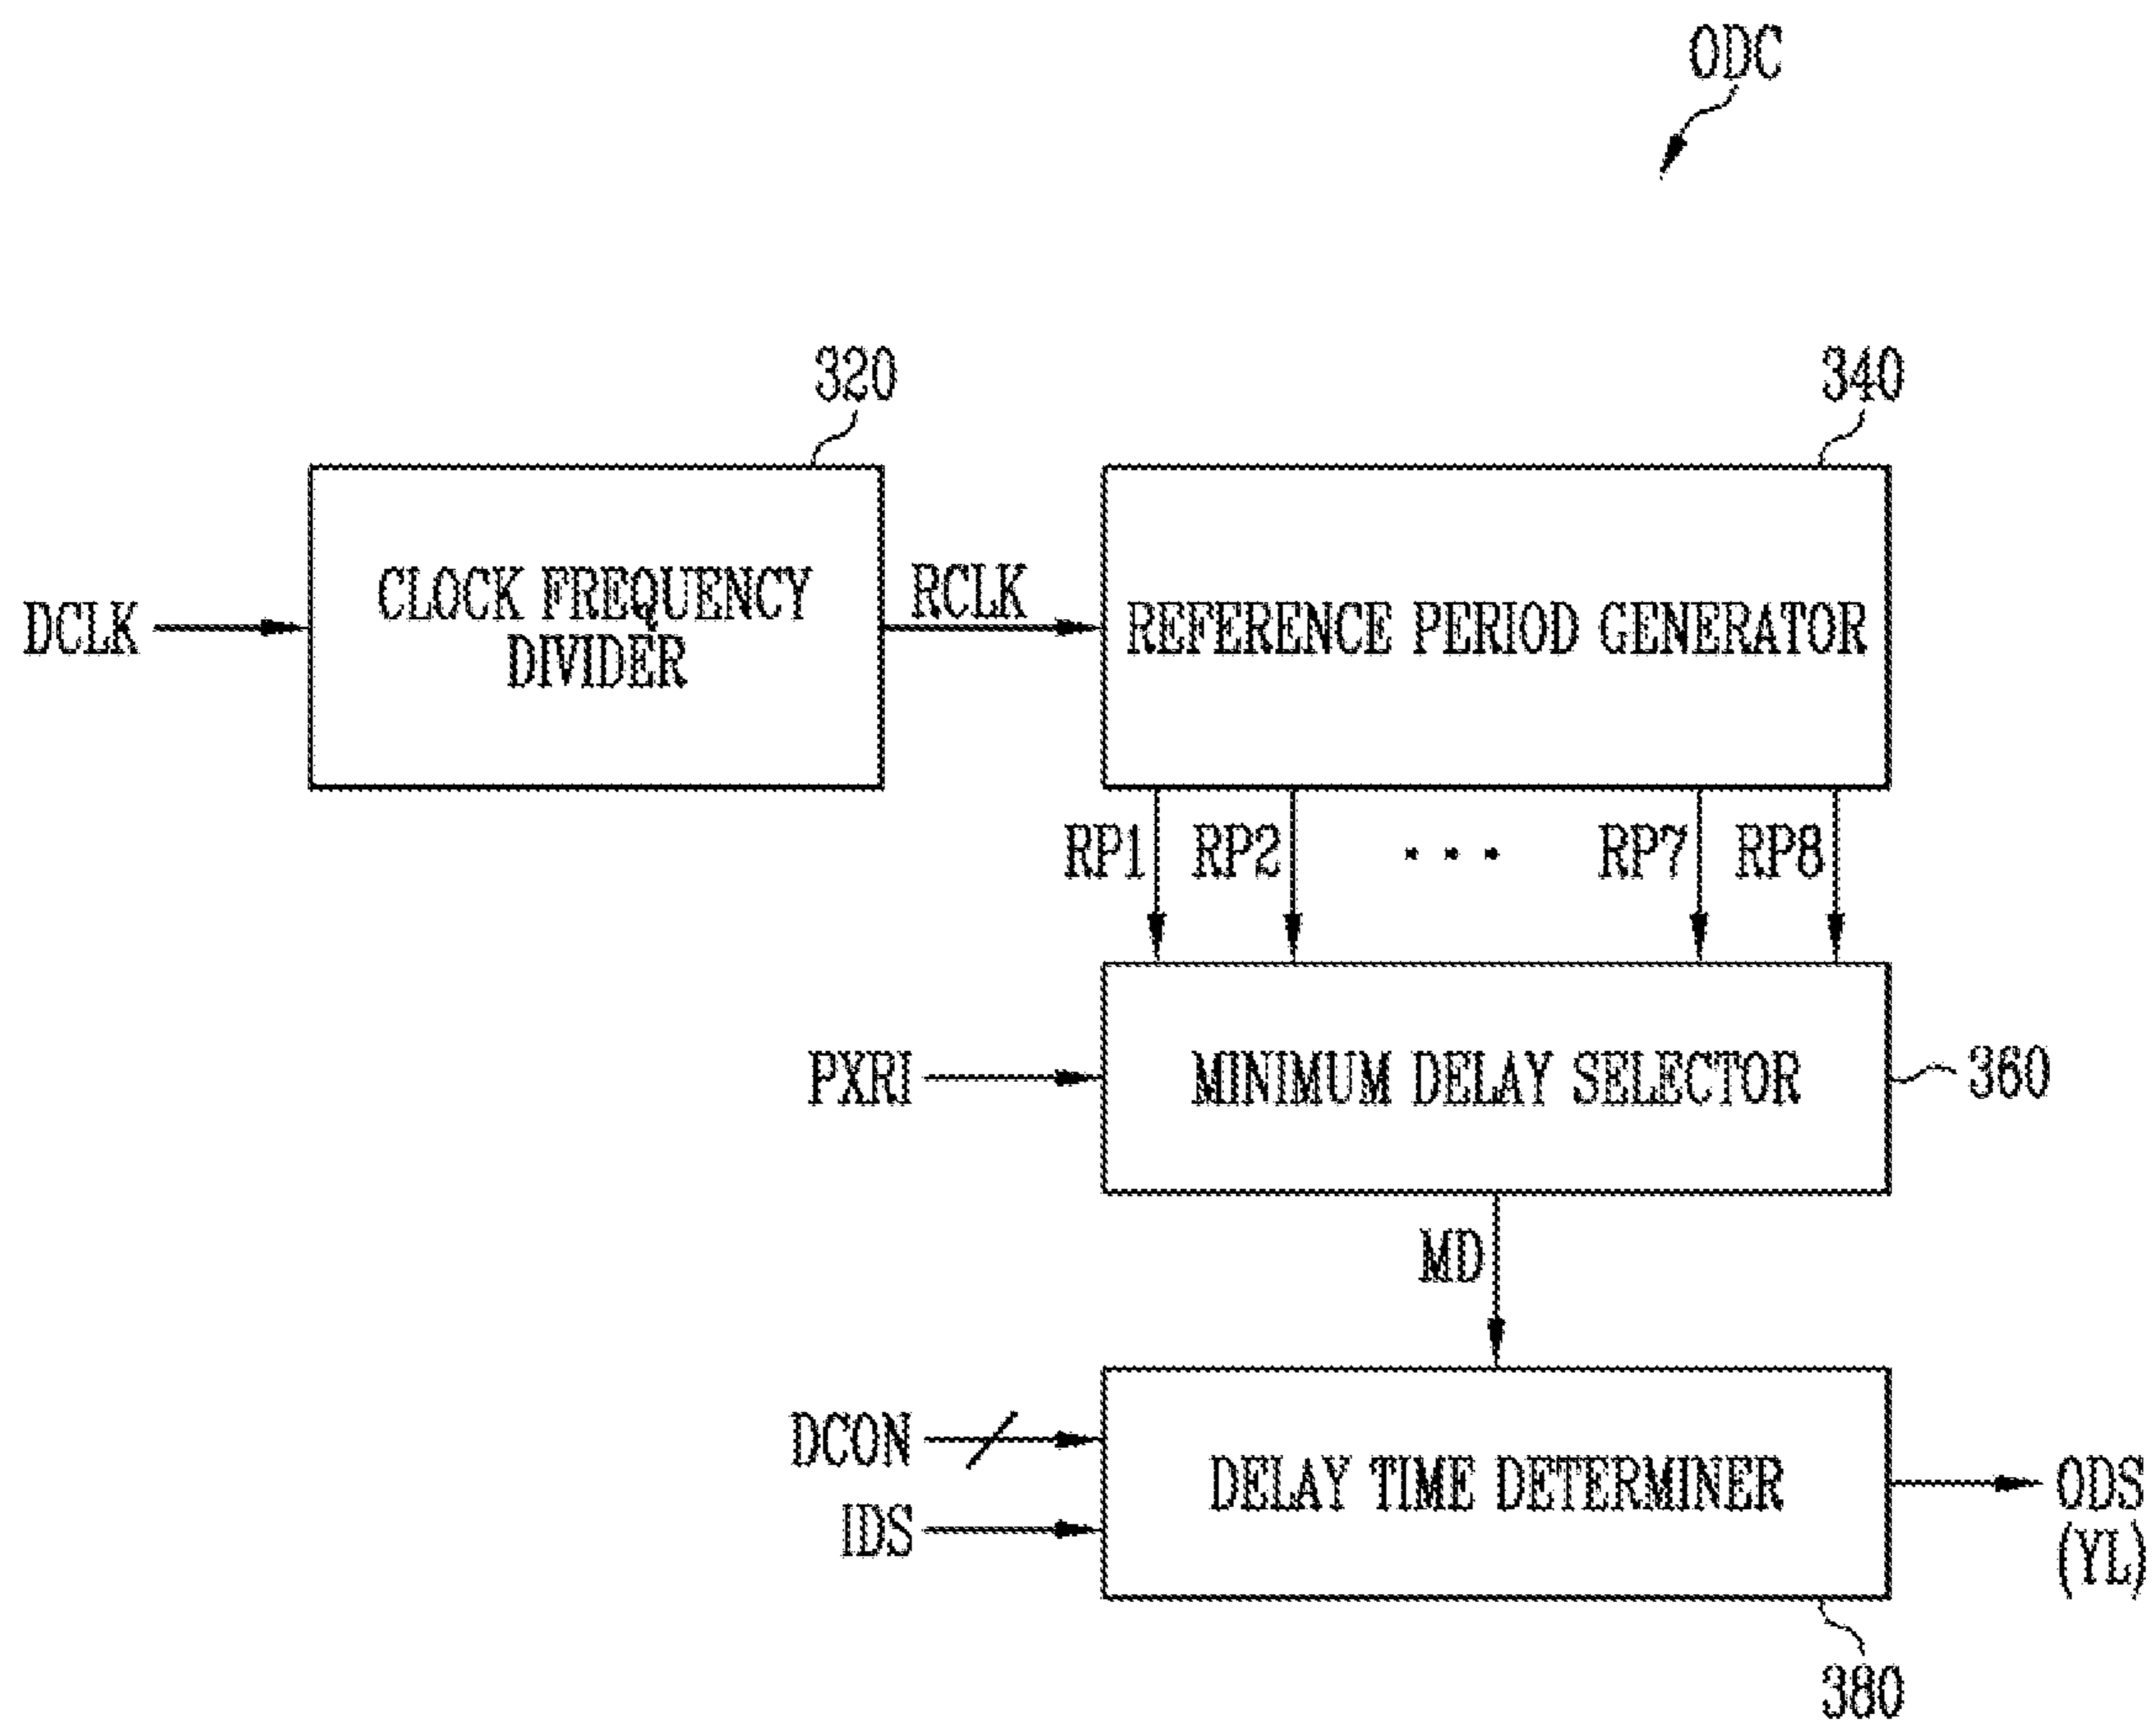 ODC
320
340
CLOCK FREQUENCY
DIVIDER
DCLK
RCLK
REFERENCE PERIOD GENERATOR
RP1
RP2
...
RP7
RP8
PXRI
MINIMUM DELAY SELECTOR
360
MD
DCON
IDS
DELAY TIME DETERMINER
ODS
(YL)
380